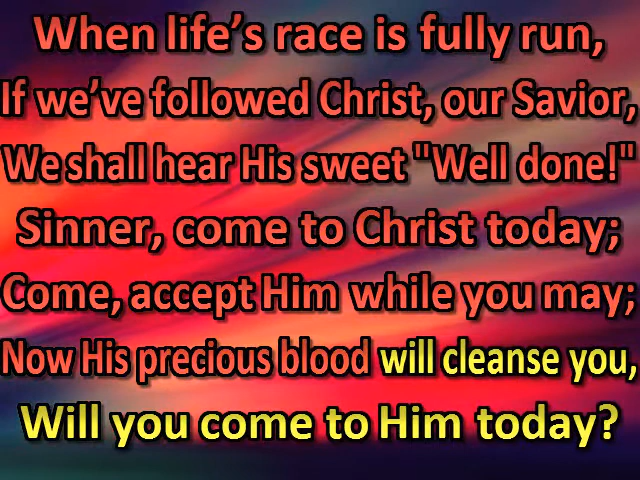 When life’s race is fully run,
If we’ve followed Christ, our Savior,
We shall hear His sweet "Well done!"
Sinner, come to Christ today;
Come, accept Him while you may;
Now His precious blood will cleanse you,
Will you come to Him today?